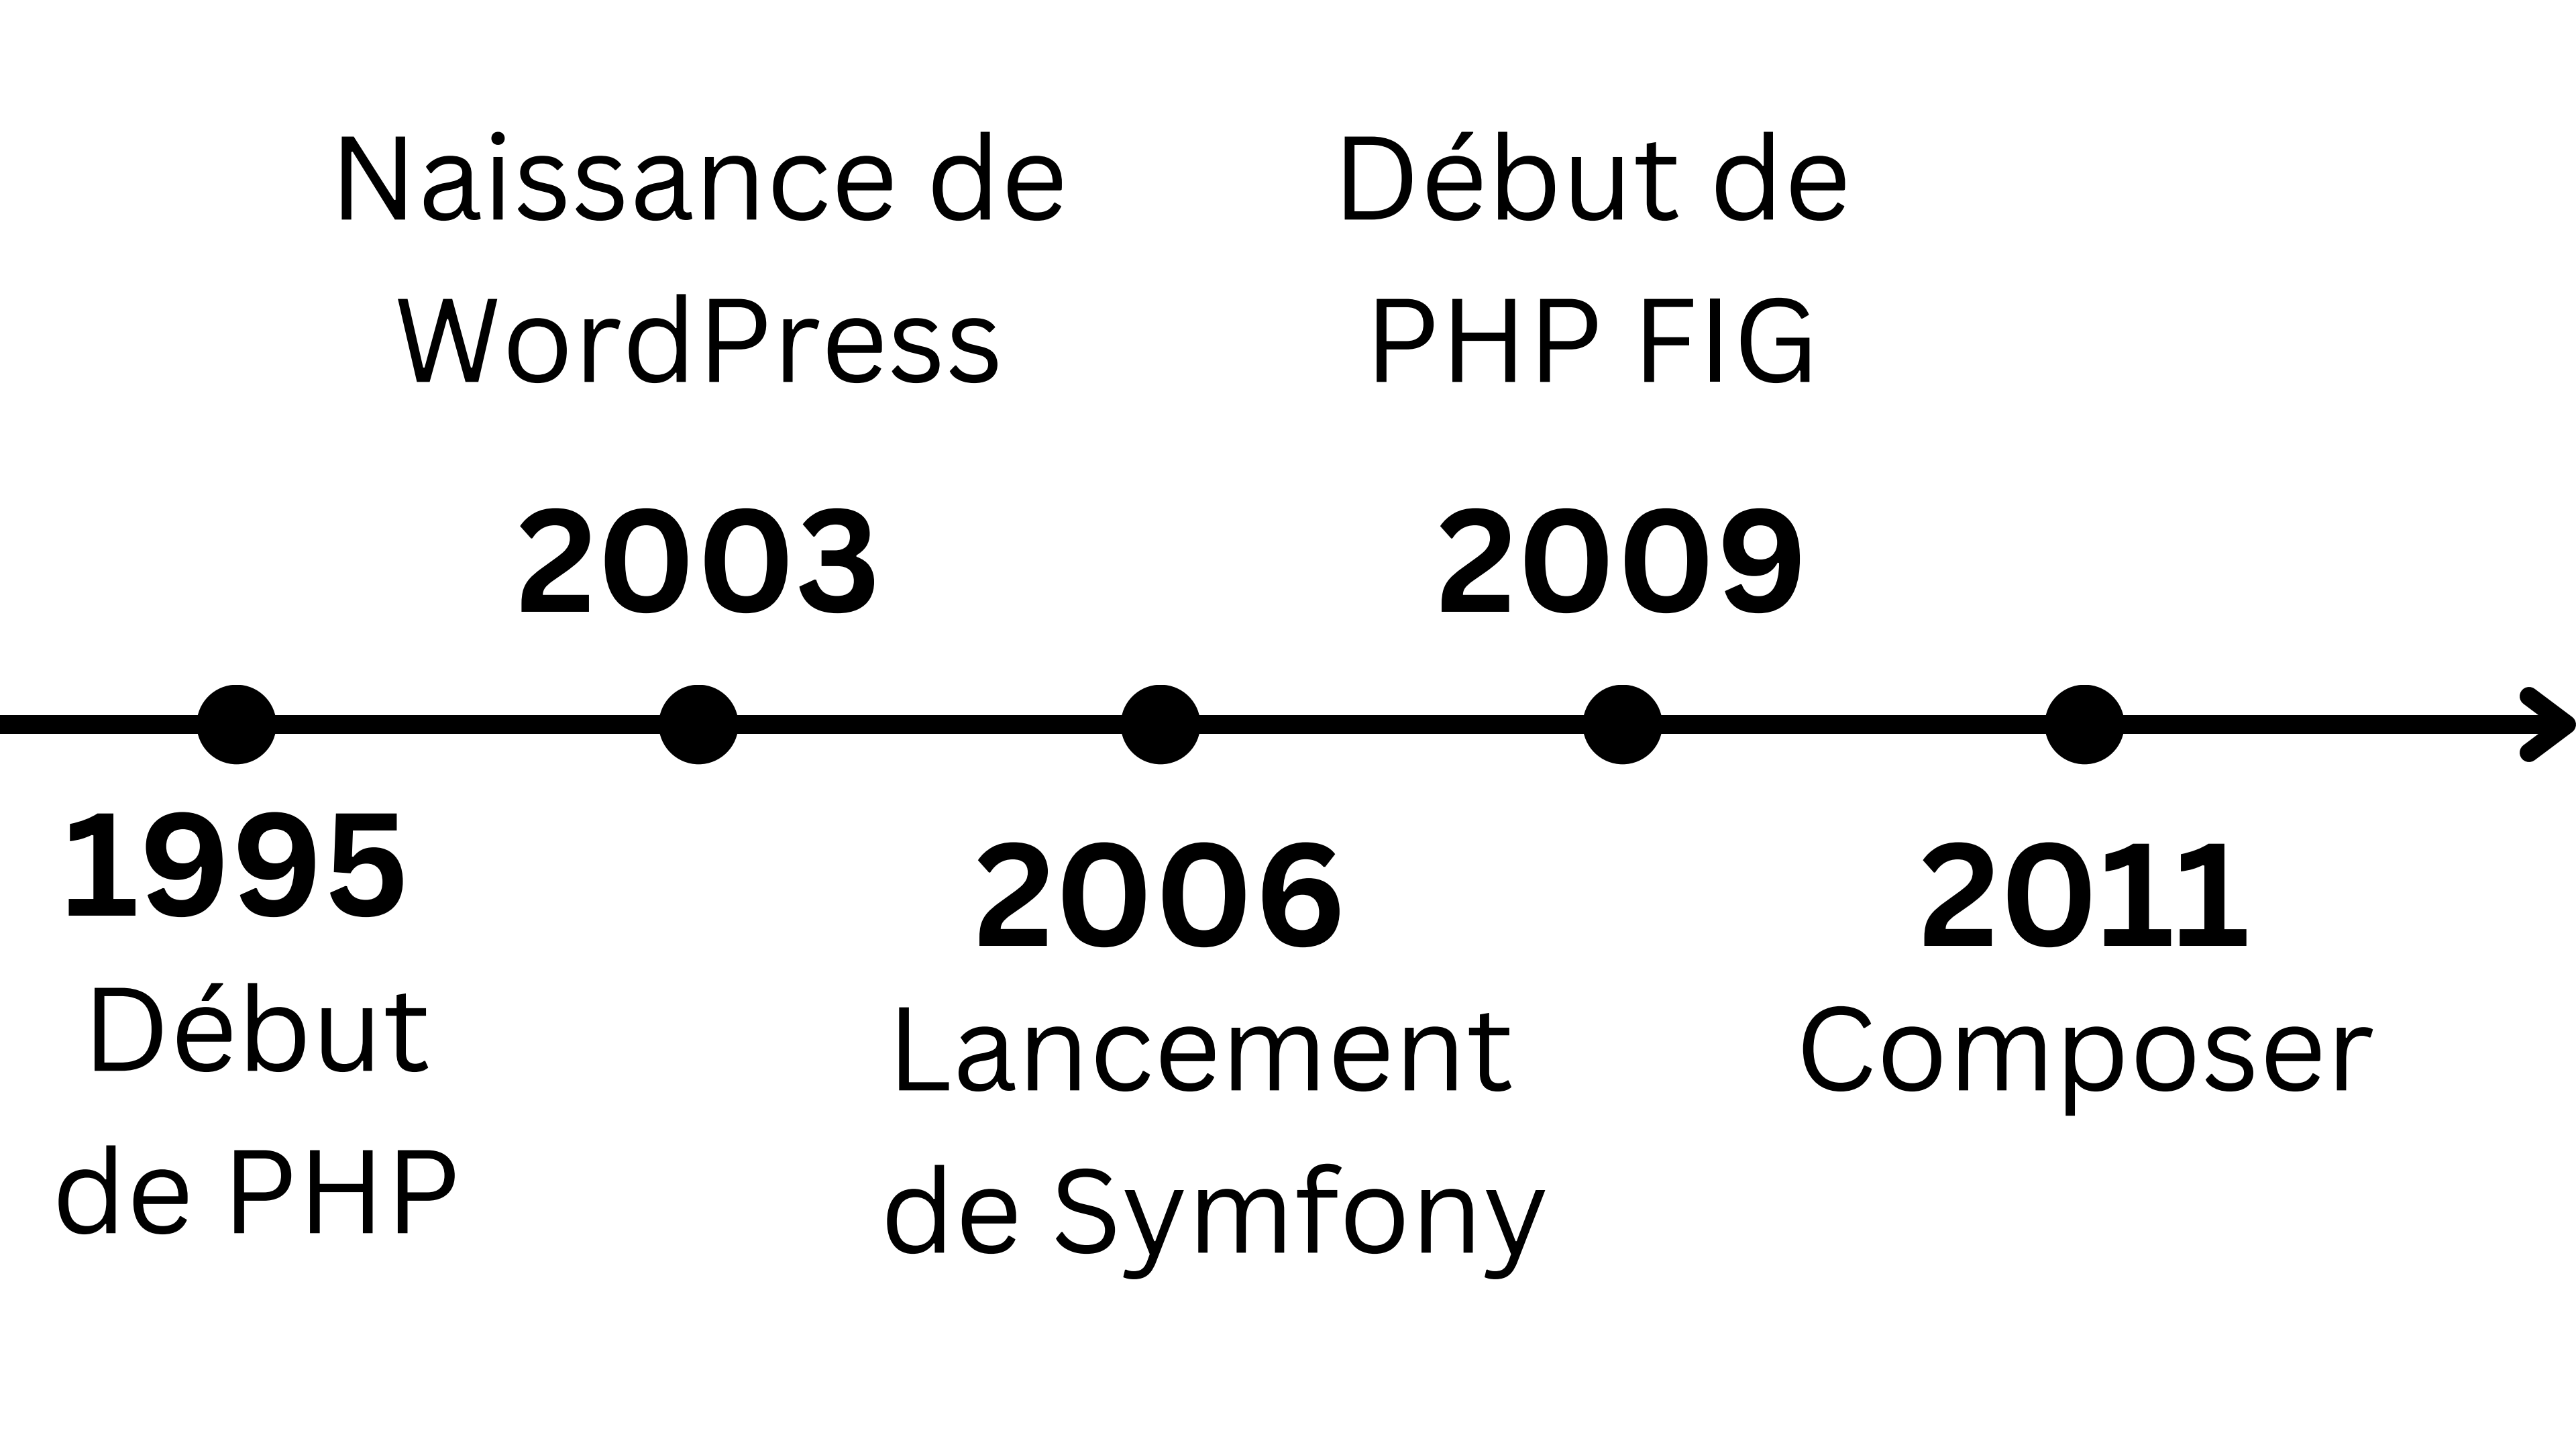 Naissance de
WordPress
2003
Début de
PHP FIG
2009
1995
Début
de PHP
2006
Lancement
de Symfony
2011
Composer